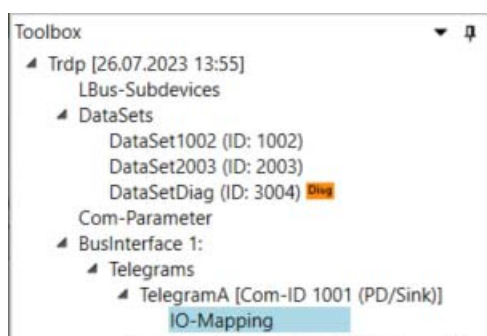 Toolbox
Trdp [26.07.2023 13:55]
LBus-Subdevices
DataSets
DataSet1002 (ID: 1002)
DataSet2003 (ID: 2003)
DataSetDiag (ID: 3004) Diag
Com-Parameter
BusInterface 1:
Telegrams
TelegramA [Com-ID 1001 (PD/Sink)]
IO-Mapping